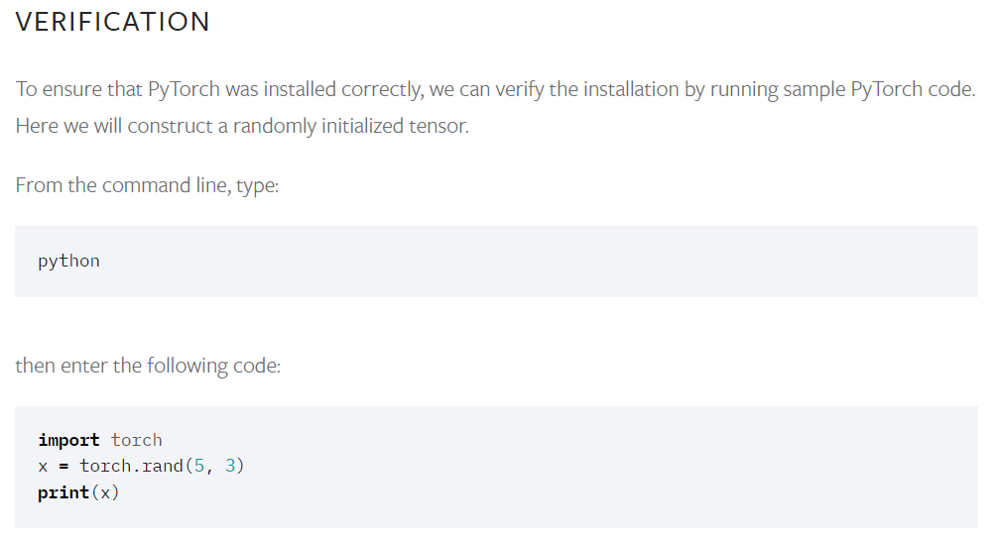 VERIFICATION
To ensure that PyTorch was installed correctly, we can verify the installation by running sample PyTorch code.
Here we will construct a randomly initialized tensor.
From the command line, type:
python
then enter the following code:
import torch
x = torch.rand(5, 3)
print(x)